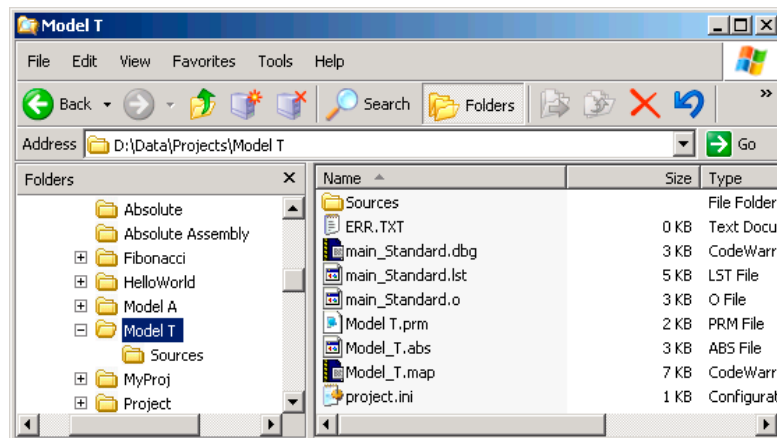 Model T
File Edit View Favorites Tools Help
Back Search Folders »
Address D:\Data\Projects\Model T Go
Folders
Absolute
Absolute Assembly
Fibonacci
HelloWorld
Model A
Model T
Sources
MyProj
Project
Name Size Type
Sources File Folder
ERR.TXT 0 KB Text Docu
main_Standard.dbg 3 KB CodeWarr
main_Standard.lst 5 KB LST File
main_Standard.o 3 KB O File
Model T.prm 2 KB PRM File
Model_T.abs 3 KB ABS File
Model_T.map 7 KB CodeWarr
project.ini 1 KB Configurat